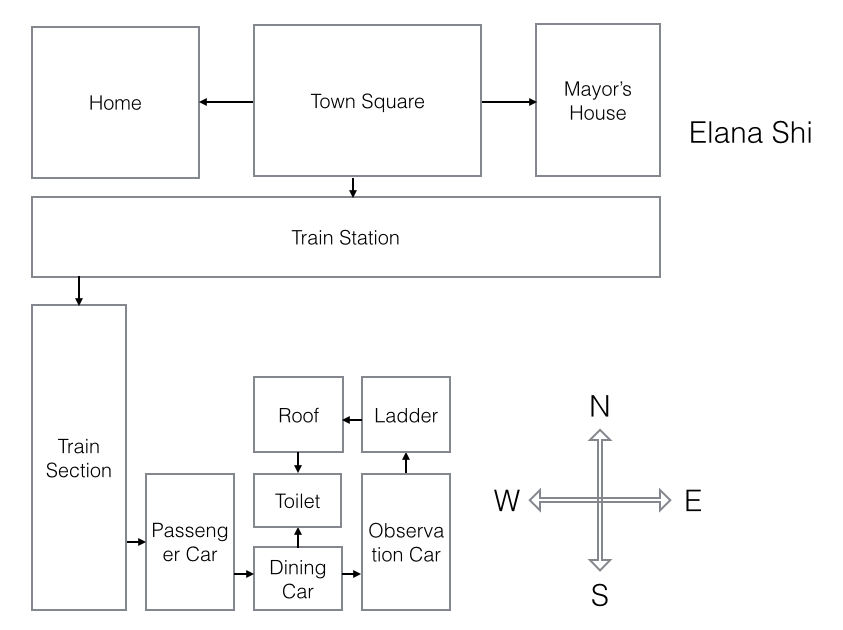 Home
Town Square
Mayor's
House
Elana Shi
Train Station
Train
Section
Passeng
er Car
Roof
Ladder
Toilet
Dining
Car
Observa
tion Car
N
W
E
S